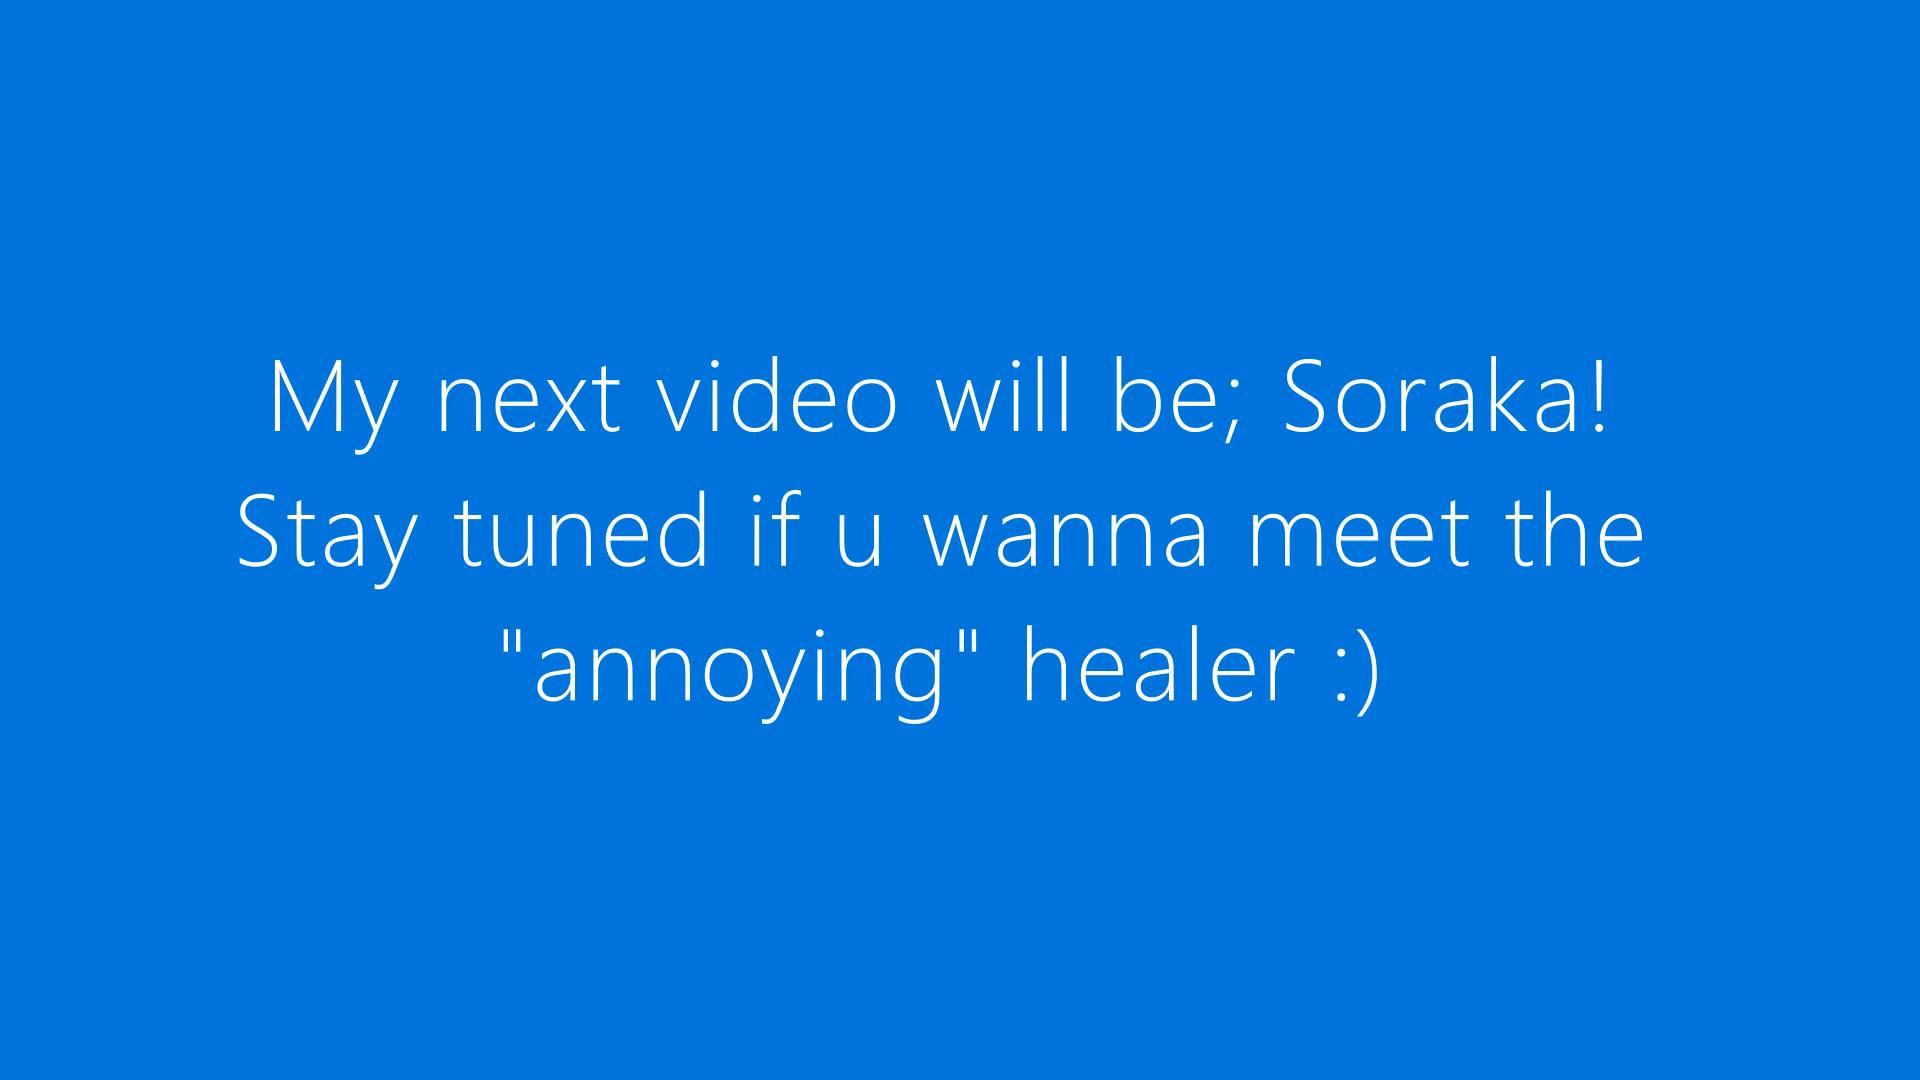 My next video will be; Soraka!
Stay tuned if u wanna meet the
"annoying" healer :)